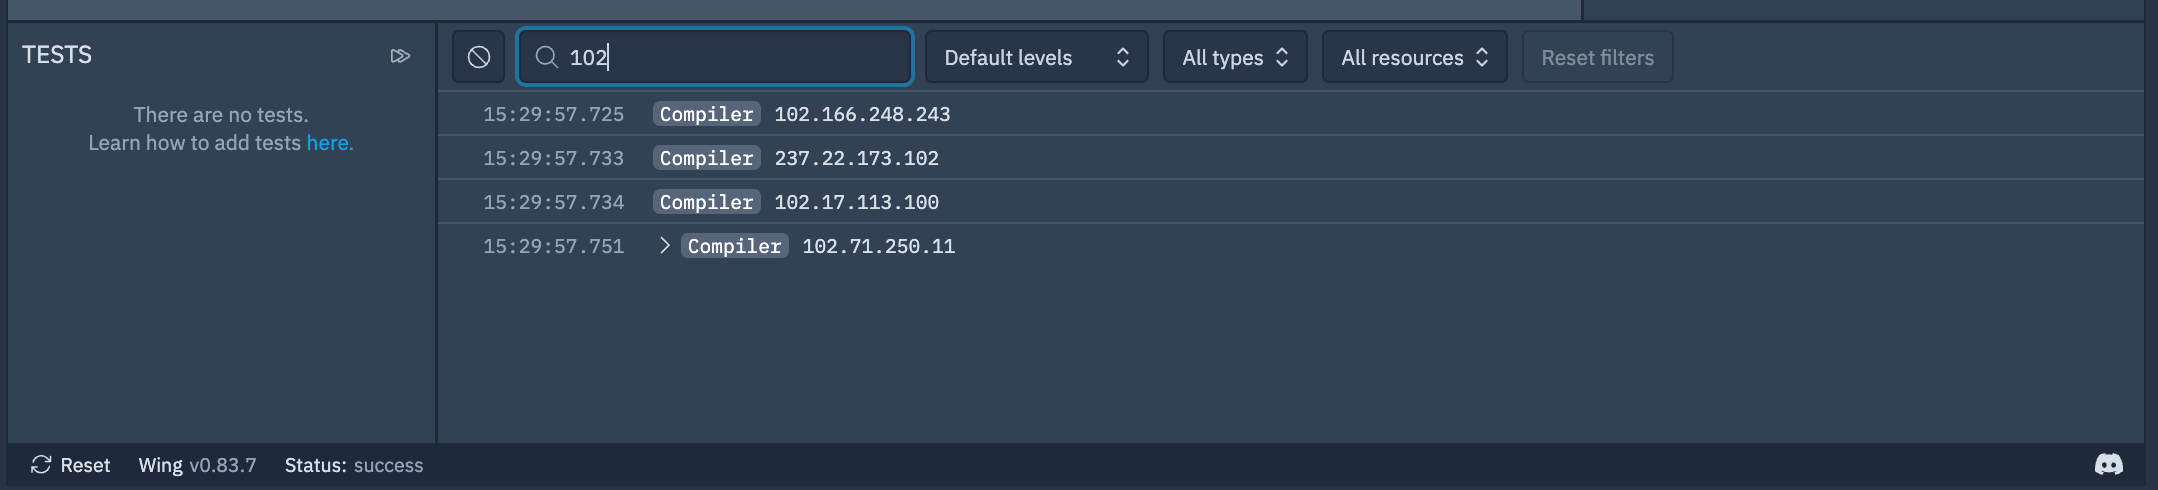 TESTS
There are no tests.
Learn how to add tests here.
102
Default levels
All types
All resources
Reset filters
15:29:57.725 Compiler 102.166.248.243
15:29:57.733 Compiler 237.22.173.102
15:29:57.734 Compiler 102.17.113.100
15:29:57.751 Compiler 102.71.250.11
Reset Wing v0.83.7 Status: success